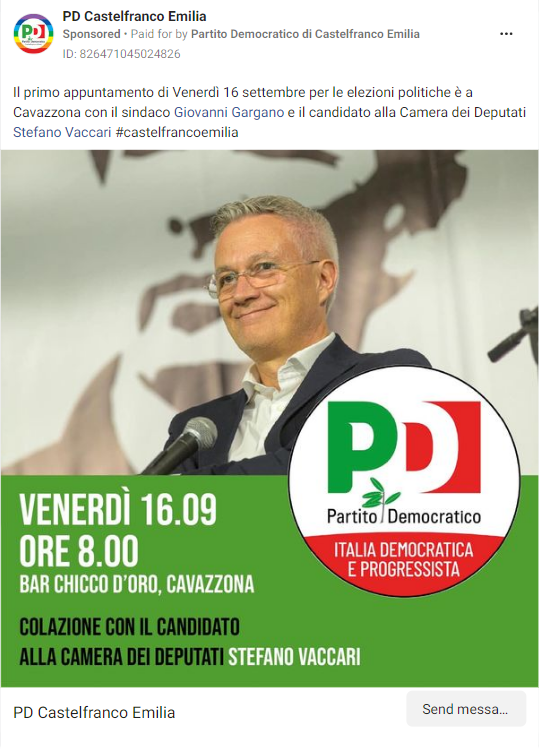 PD Castelfranco Emilia
Sponsored • Paid for by Partito Democratico di Castelfranco Emilia
ID: 826471045024826
Il primo appuntamento di Venerdì 16 settembre per le elezioni politiche è a
Cavazzona con il sindaco Giovanni Gargano e il candidato alla Camera dei Deputati
Stefano Vaccari #castelfrancoemilia
PD
Partito Democratico
ITALIA DEMOCRATICA
E PROGRESSISTA
VENERDÌ 16.09
ORE 8.00
BAR CHICCO D'ORO, CAVAZZONA
COLAZIONE CON IL CANDIDATO
ALLA CAMERA DEI DEPUTATI STEFANO VACCARI
PD Castelfranco Emilia
Send messa...